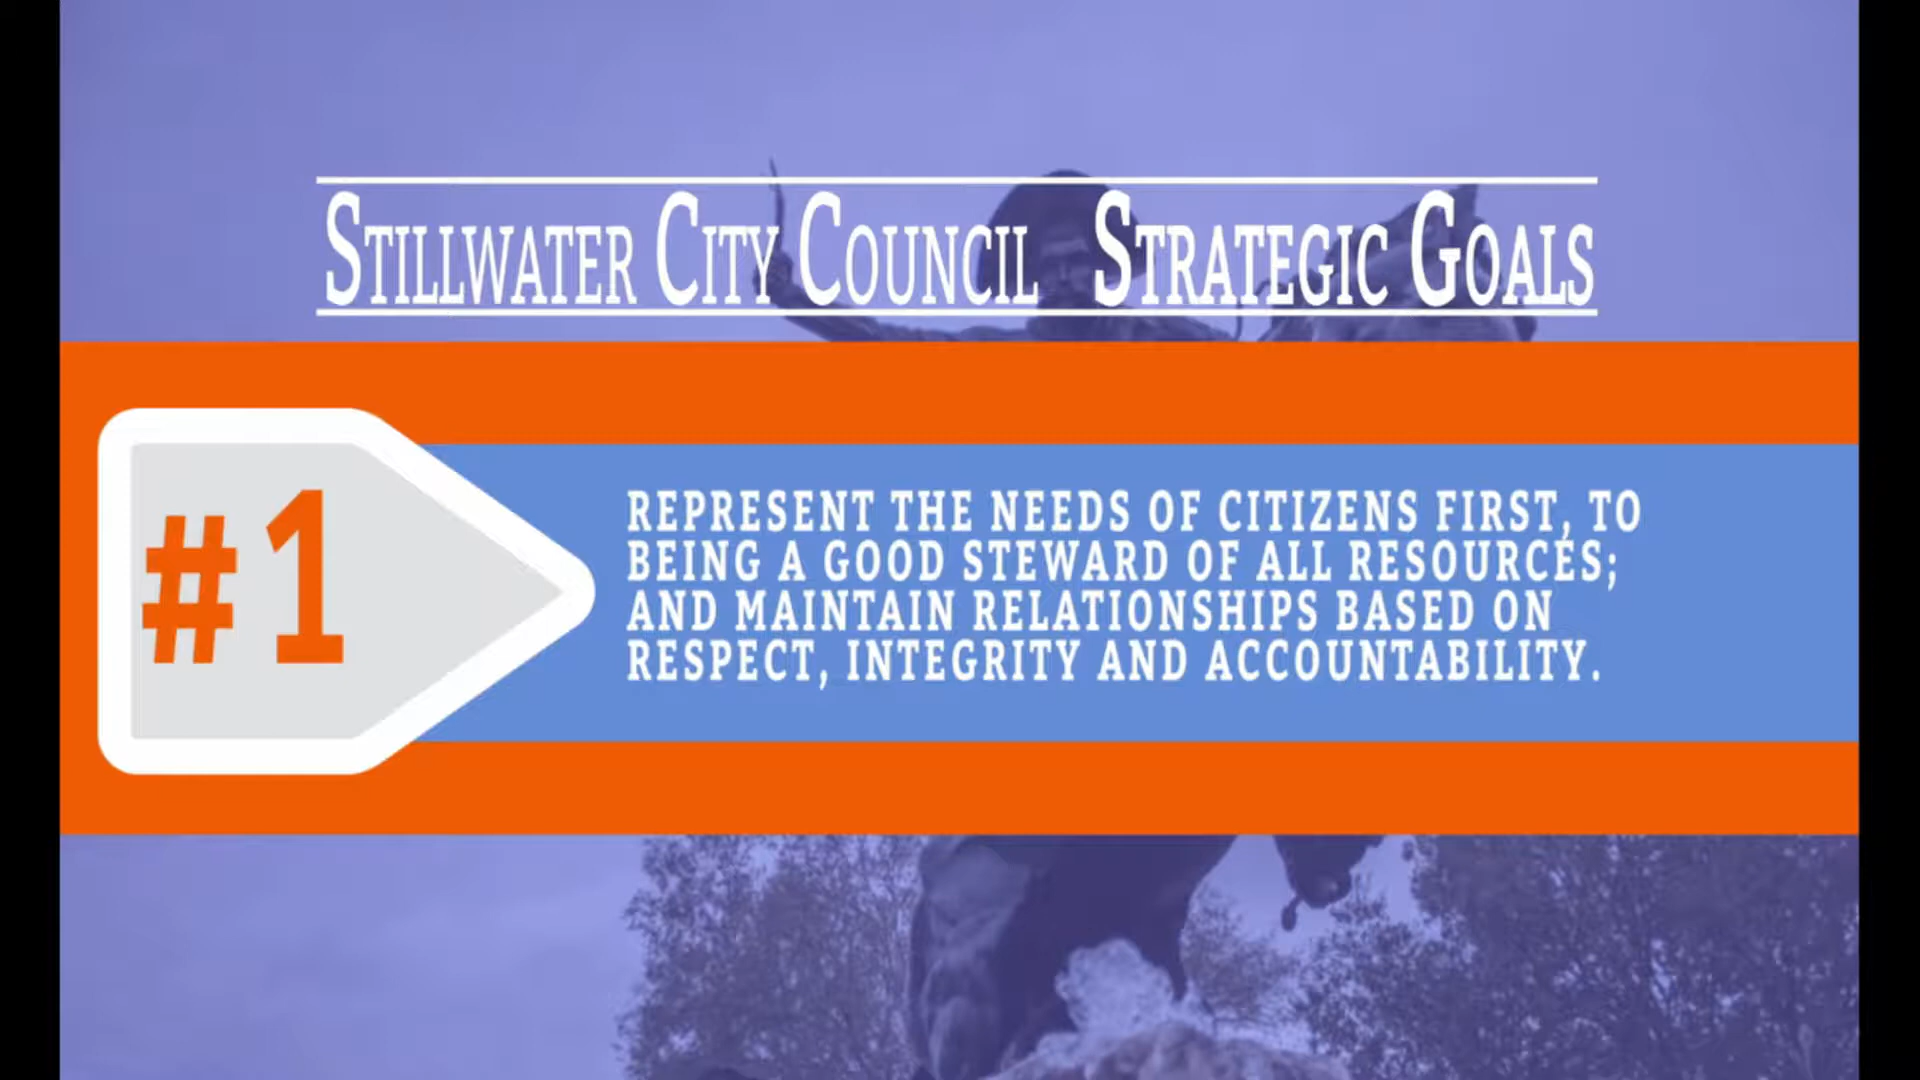 STILLWATER CITY COUNCIL STRATEGIC GOALS
#1
REPRESENT THE NEEDS OF CITIZENS FIRST, TO
BEING A GOOD STEWARD OF ALL RESOURCES;
AND MAINTAIN RELATIONSHIPS BASED ON
RESPECT, INTEGRITY AND ACCOUNTABILITY.